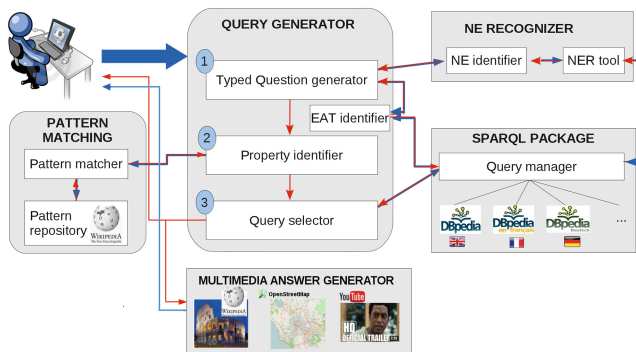 QUERY GENERATOR
1
Typed Question generator
EAT identifier
2
Property identifier
3
Query selector
NE RECOGNIZER
NE identifier
NER tool
PATTERN
MATCHING
Pattern matcher
Pattern
repository
WIKIPEDIA
The Free Encyclopedia
SPARQL PACKAGE
Query manager
DBpedia
DBpedia
en français
DBpedia
Deutsch
...
MULTIMEDIA ANSWER GENERATOR
WIKIPEDIA
OpenStreetMap
YouTube
HD
OFFICIAL TRAILER